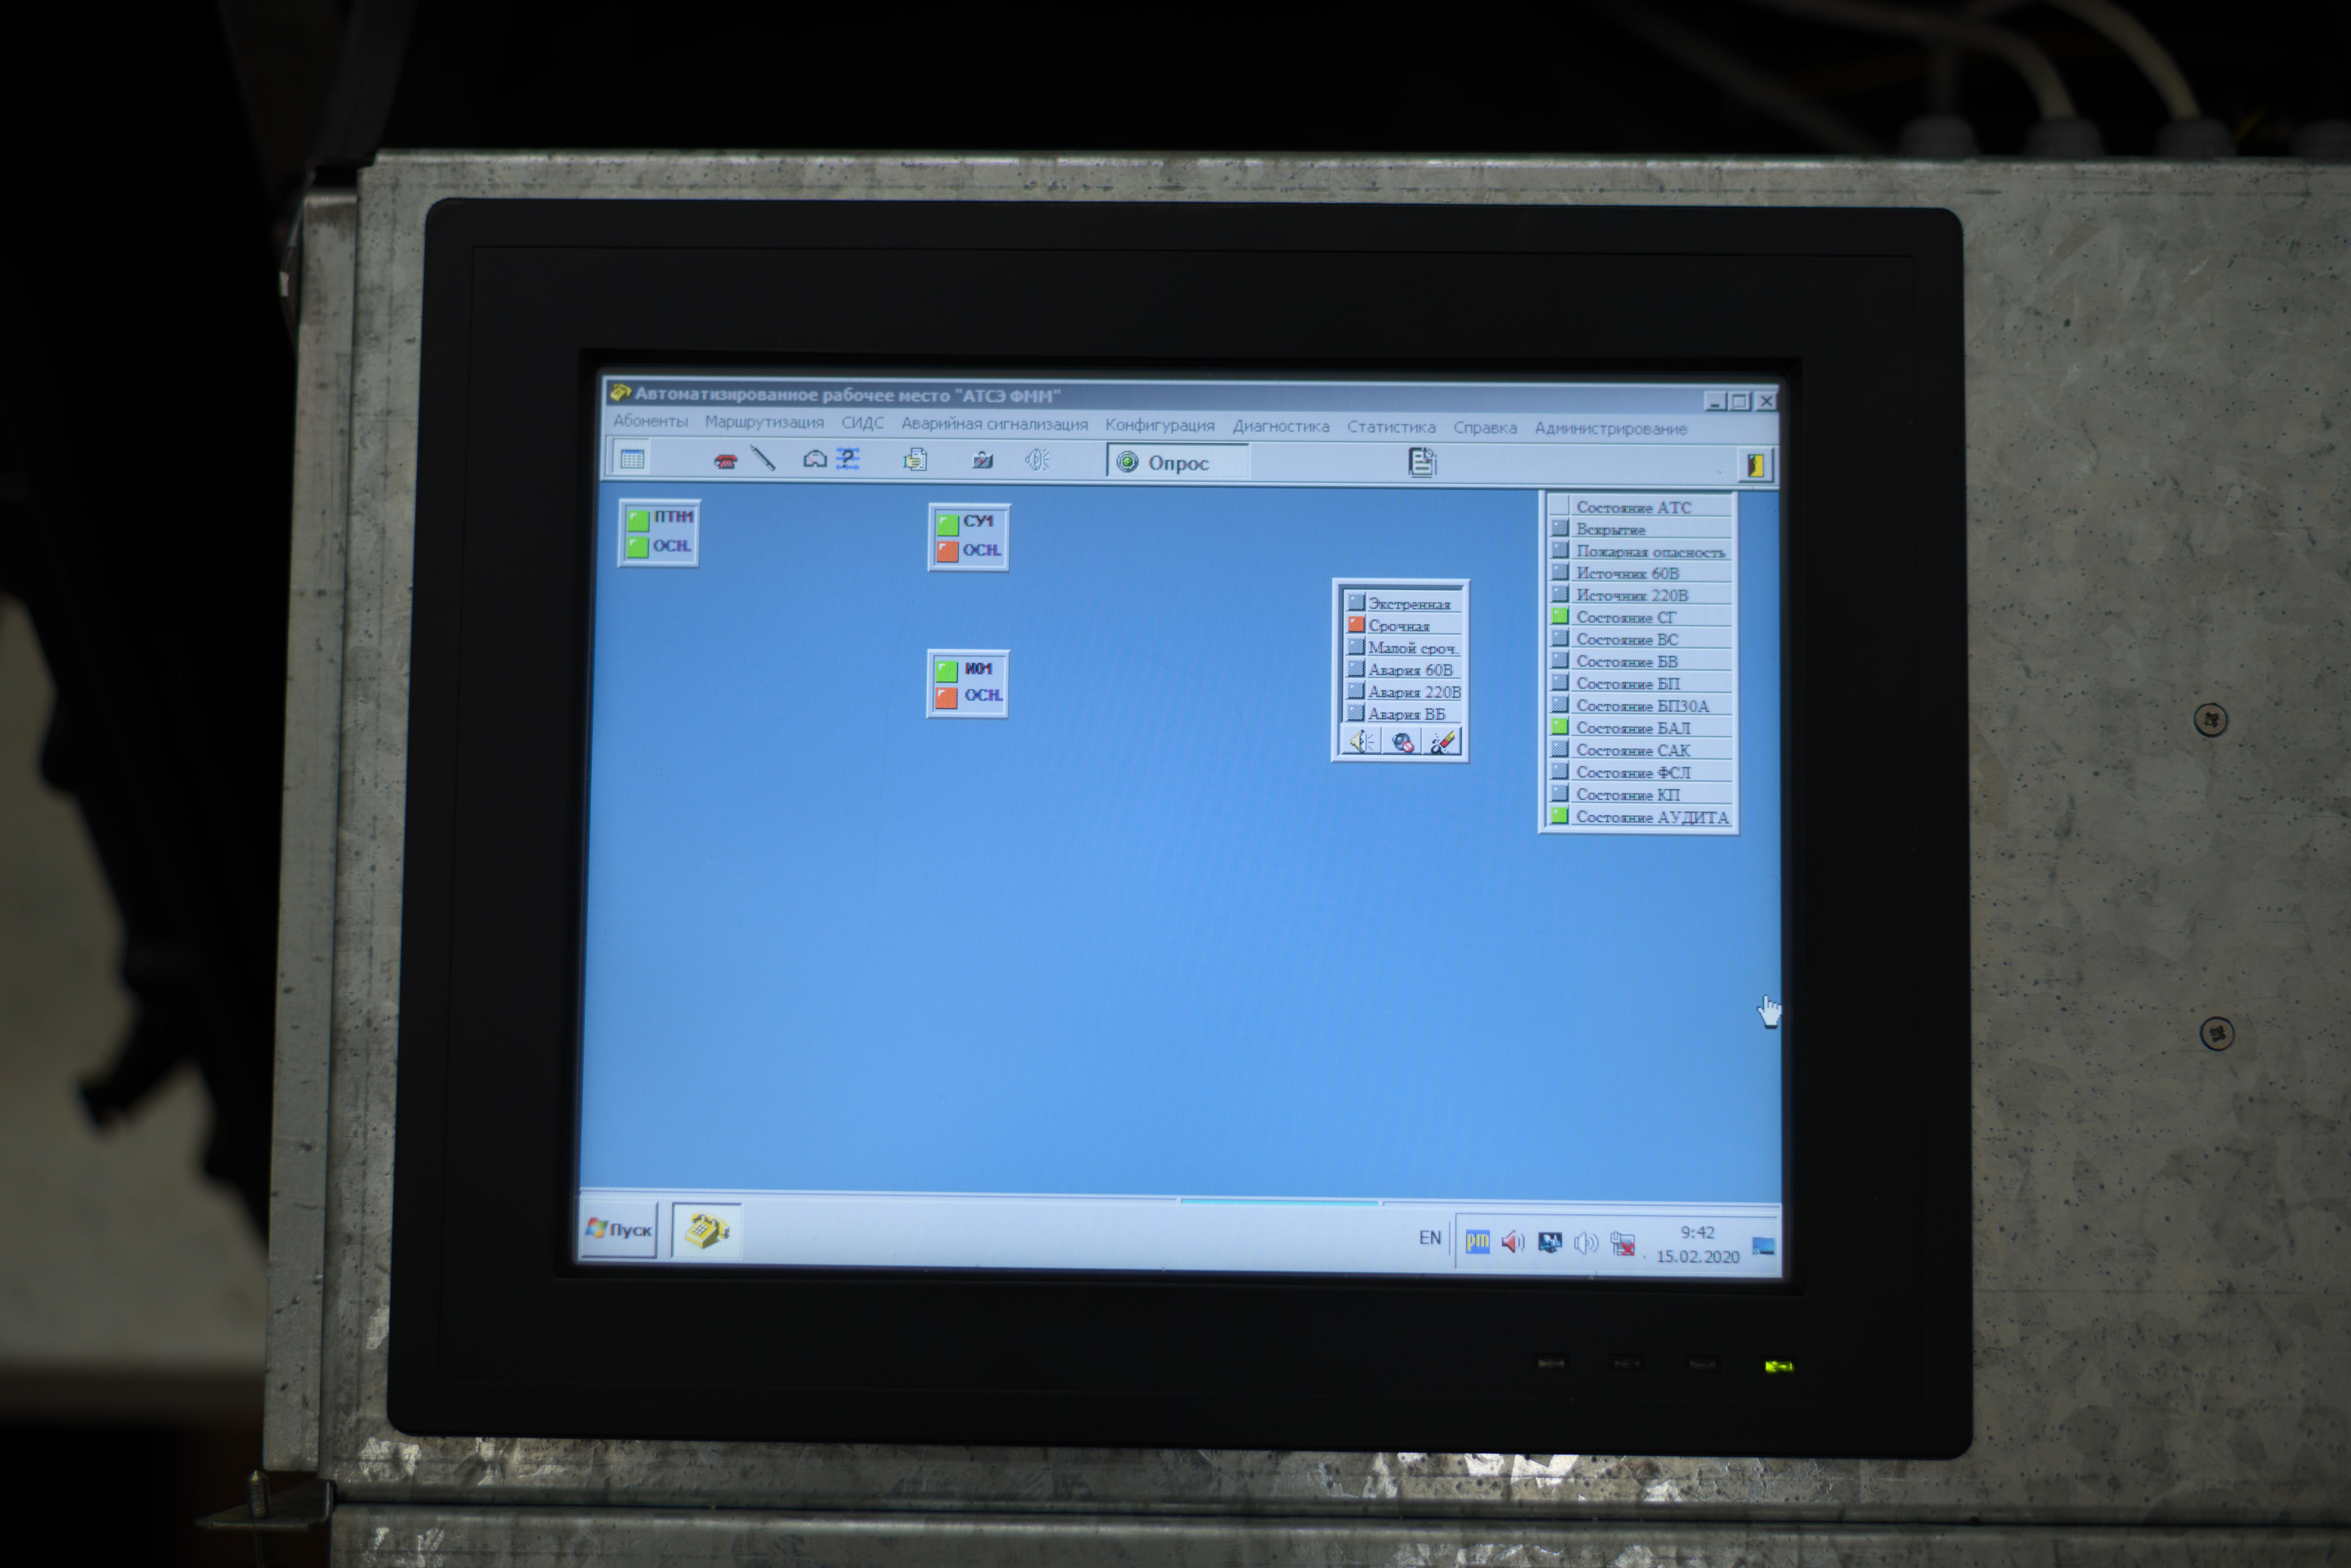 Автоматизированное рабочее место "АТСЭ ФММ"
Абоненты Маршрутизация СИДС Аварийная сигнализация Конфигурация Диагностика Статистика Справка Администрирование
Опрос
ПТН1
ОСН.
СУ1
ОСН.
N01
ОСН.
Экстренная
Срочная
Малой сроч.
Авария 60В
Авария 220В
Авария ВБ
Состояние АТС
Вскрытие
Пожарная опасность
Источник 60В
Источник 220В
Состояние СГ
Состояние ВС
Состояние БВ
Состояние БП
Состояние БП30А
Состояние БАЛ
Состояние САК
Состояние ФСЛ
Состояние КП
Состояние АУДИТА
Пуск
EN
pm
9:42
15.02.2020